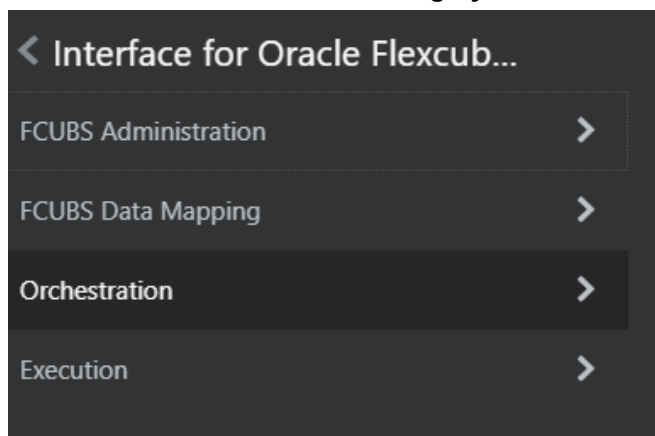 Interface for Oracle Flexcub...
FCUBS Administration
FCUBS Data Mapping
Orchestration
Execution